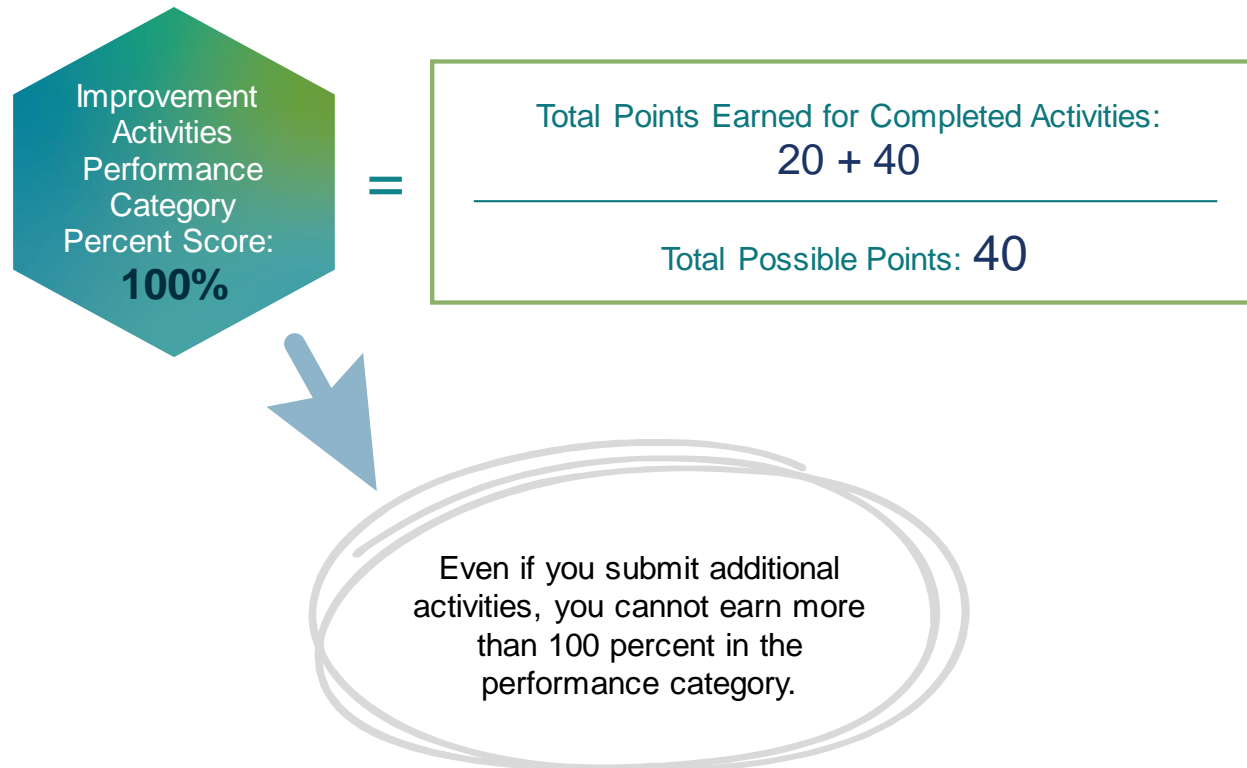 Improvement
Activities
Performance
Category
Percent Score:
100%
=
Total Points Earned for Completed Activities:
20 + 40
Total Possible Points: 40
Even if you submit additional
activities, you cannot earn more
than 100 percent in the
performance category.